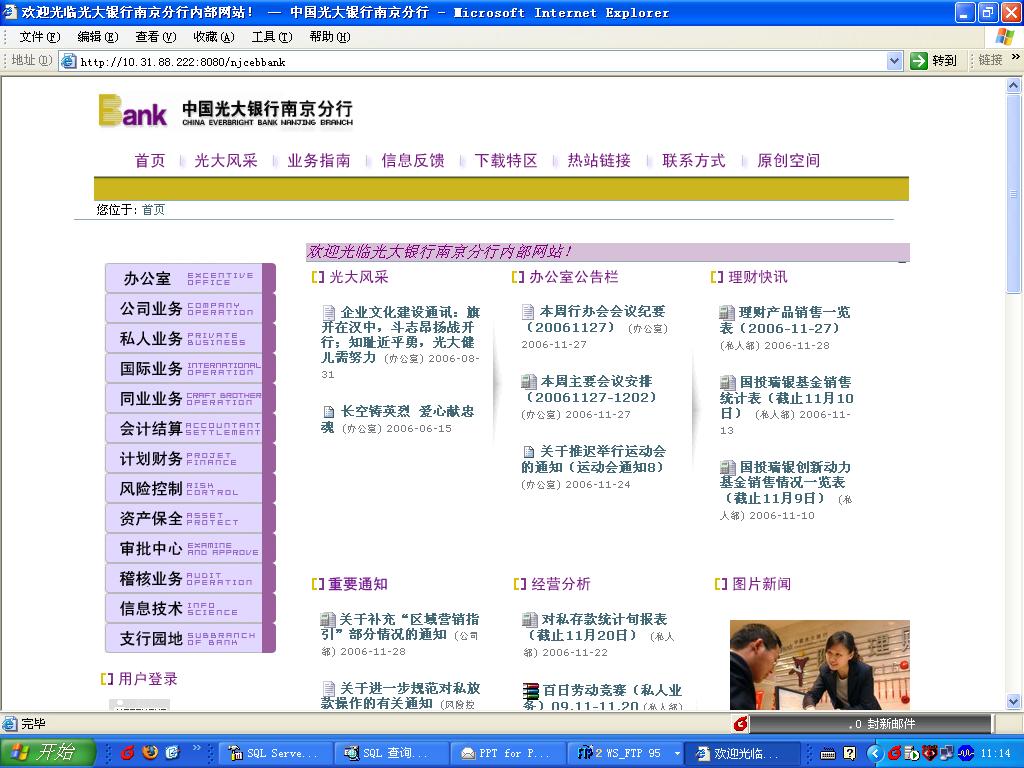 欢迎光临光大银行南京分行内部网站! — 中国光大银行南京分行 - Microsoft Internet Explorer
文件(F) 编辑(E) 查看(V) 收藏(A) 工具(T) 帮助(H)
地址(D) http://10.31.88.222:8080/njcebbank 转到 链接 »
Bank 中国光大银行南京分行
CHINA EVERBRIGHT BANK NANJING BRANCH
首页 光大风采 业务指南 信息反馈 下载特区 热站链接 联系方式 原创空间
您位于: 首页
欢迎光临光大银行南京分行内部网站!
办公室 EXCENTIVE OFFICE
公司业务 COMPANY OPERATION
私人业务 PRIVATE BUSINESS
国际业务 INTERNATIONAL OPERATION
同业业务 CRAFT BROTHER OPERATION
会计结算 ACCOUNTANT SETTLEMENT
计划财务 PROJET FINANCE
风险控制 RISK CONTROL
资产保全 ASSET PROTECT
审批中心 EXAMINE AND APPROVE
稽核业务 AUDIT OPERATION
信息技术 INFO SCIENCE
支行园地 SUBBRANCH OF BANK
用户登录
光大风采
企业文化建设通讯：旗
开在汉中，斗志昂扬战开
行；知耻近乎勇，光大健
儿需努力 (办公室) 2006-08-
31
长空铸英烈 爱心献忠
魂 (办公室) 2006-06-15
办公室公告栏
本周行办会会议纪要
（20061127） (办公室)
2006-11-27
本周主要会议安排
（20061127-1202）
(办公室) 2006-11-27
关于推迟举行运动会
的通知（运动会通知8）
(办公室) 2006-11-24
理财快讯
理财产品销售一览
表（2006-11-27）
(私人部) 2006-11-28
国投瑞银基金销售
统计表（截止11月10
日） (私人部) 2006-11-
13
国投瑞银创新动力
基金销售情况一览表
（截止11月9日） (私
人部) 2006-11-10
重要通知
关于补充“区域营销指
引”部分情况的通知 (公司
部) 2006-11-28
关于进一步规范对私放
款操作的有关通知 (风险控
经营分析
对私存款统计旬报表
（截止11月20日） (私人
部) 2006-11-22
百日劳动竞赛（私人业
务）09.11-11.20 (私人部)
图片新闻
完毕
.0 封新邮件
开始 » SQL Serve... SQL 查询... PPT for P... 2 WS_FTP 95 欢迎光临... 11:14